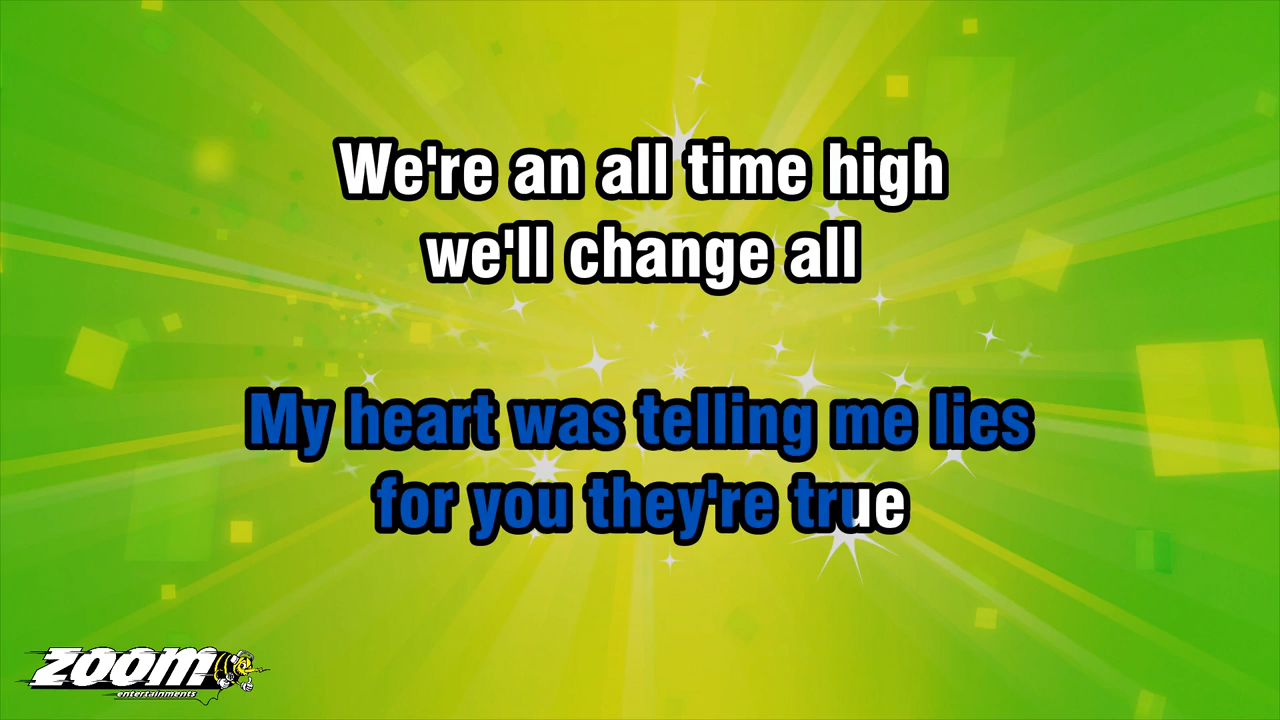 We're an all time high
we'll change all
My heart was telling me lies
for you they're true
zoom
entertainments